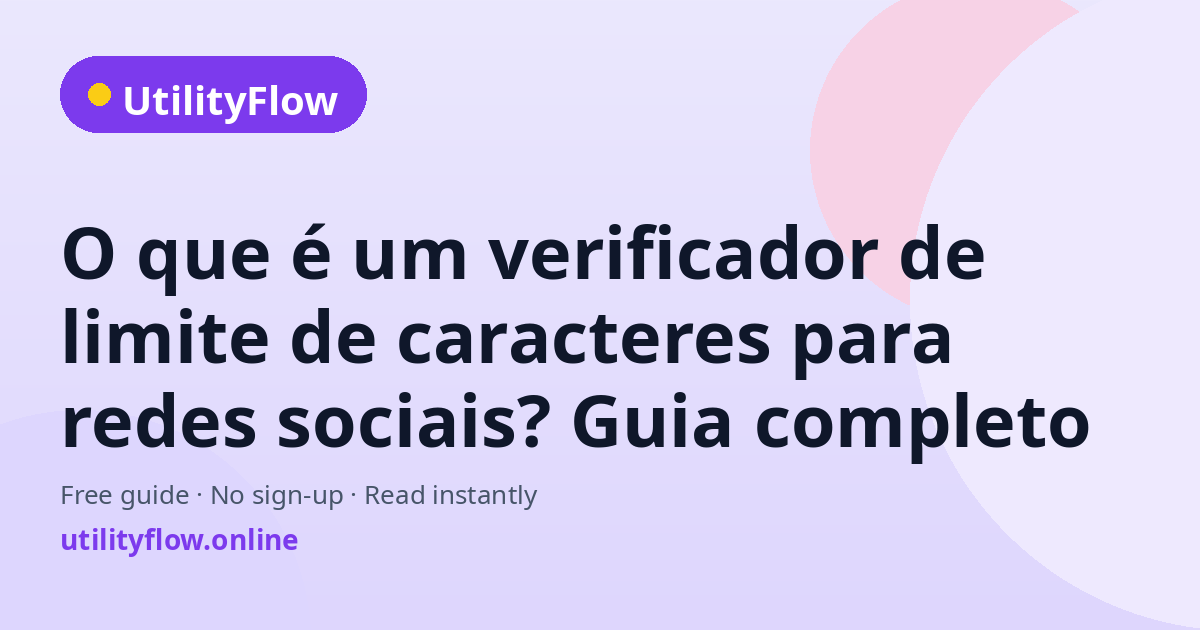 UtilityFlow
O que é um verificador de
limite de caracteres para
redes sociais? Guia completo
Free guide · No sign-up · Read instantly
utilityflow.online